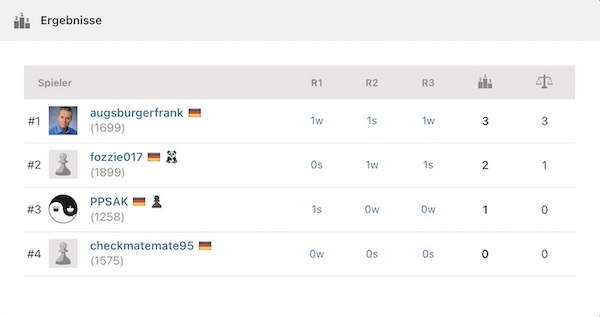 Ergebnisse
Spieler R1 R2 R3
#1 augsburgerfrank 1w 1s 1w 3 3
(1699)
#2 fozzie017 0s 1w 1s 2 1
(1899)
#3 PPSAK 1s 0w 0w 1 0
(1258)
#4 checkmatemate95 0w 0s 0s 0 0
(1575)